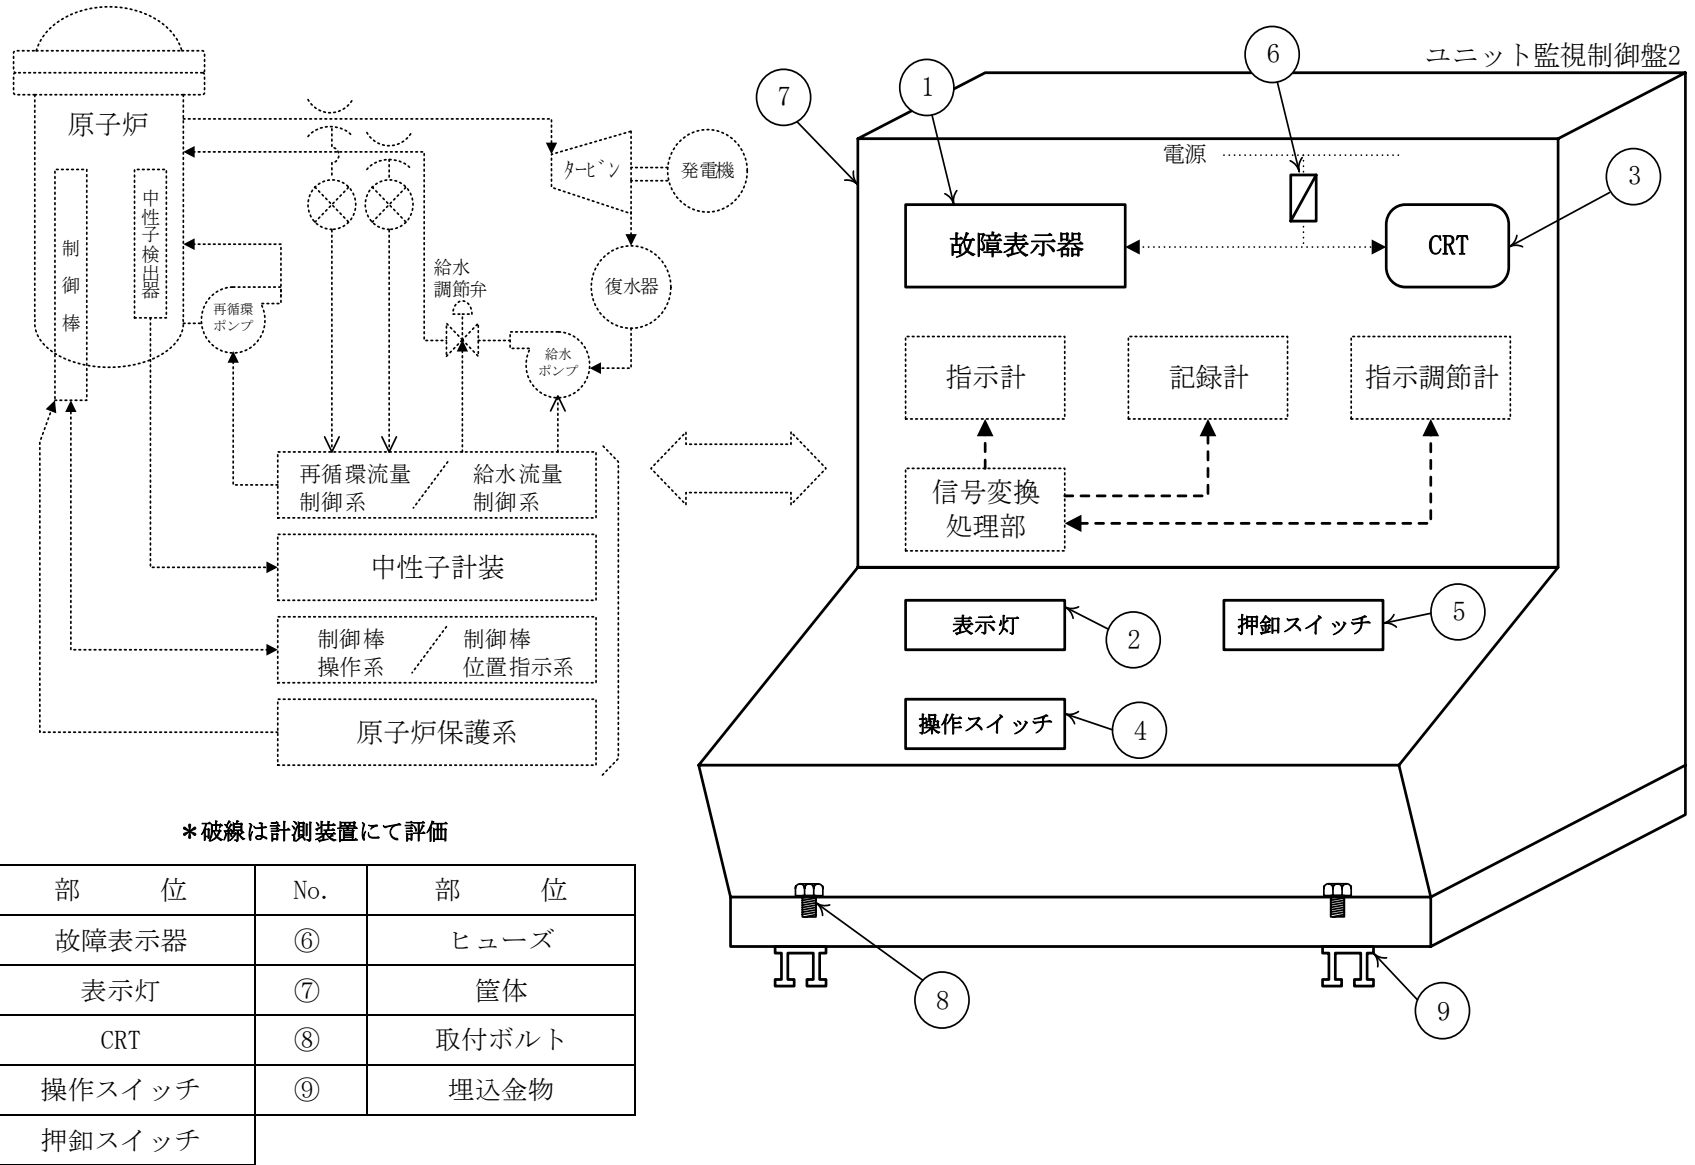 ユニット監視制御盤2
原子炉
制御棒
中性子検出器
再循環
ポンプ
タービン
発電機
復水器
給水
調節弁
給水
ポンプ
再循環流量
制御系
給水流量
制御系
中性子計装
制御棒
操作系
制御棒
位置指示系
原子炉保護系
*破線は計測装置にて評価
1
6
7
3
電源
故障表示器
CRT
指示計
記録計
指示調節計
信号変換
処理部
表示灯
2
押釦スイッチ
5
操作スイッチ
4
8
9
部 位 No. 部 位
故障表示器 ⑥ ヒューズ
表示灯 ⑦ 筐体
CRT ⑧ 取付ボルト
操作スイッチ ⑨ 埋込金物
押釦スイッチ